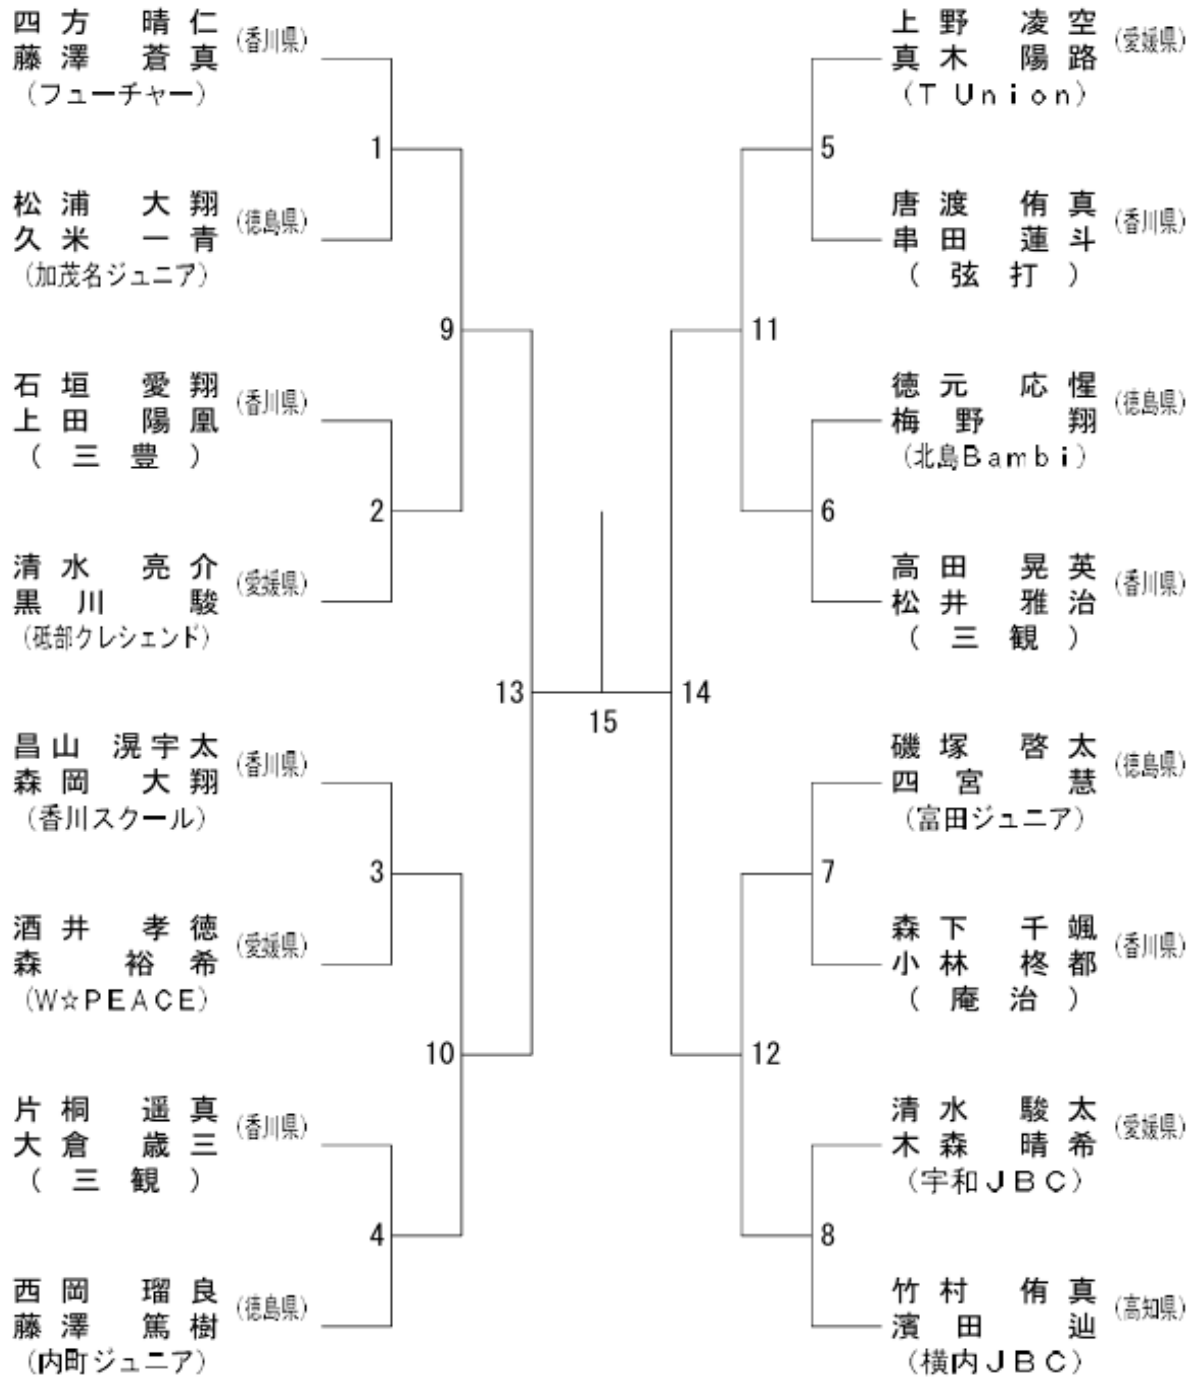 四方 晴仁 (香川県)
藤澤 蒼真
(フューチャー)
1
松浦 大翔 (徳島県)
久米 一青
(加茂名ジュニア)
9
石垣 愛翔 (香川県)
上田 陽凰
(三豊)
2
清水 亮介 (愛媛県)
黒川 駿
(砥部クレシェンド)
13
昌山 滉宇太 (香川県)
森岡 大翔
(香川スクール)
3
酒井 孝徳 (愛媛県)
森 裕希
(W☆PEACE)
10
片桐 遥真 (香川県)
大倉 歳三
(三観)
4
西岡 瑠良 (徳島県)
藤澤 篤樹
(内町ジュニア)
15
上野 凌空 (愛媛県)
真木 陽路
(T Union)
5
唐渡 侑真 (香川県)
串田 蓮斗
(弦打)
11
徳元 応惺 (徳島県)
梅野 翔
(北島Bambi)
6
高田 晃英 (香川県)
松井 雅治
(三観)
14
磯塚 啓太 (徳島県)
四宮 慧
(富田ジュニア)
7
森下 千颯 (香川県)
小林 柊都
(庵治)
12
清水 駿太 (愛媛県)
木森 晴希
(宇和JBC)
8
竹村 侑真 (高知県)
濱田 辿
(横内JBC)